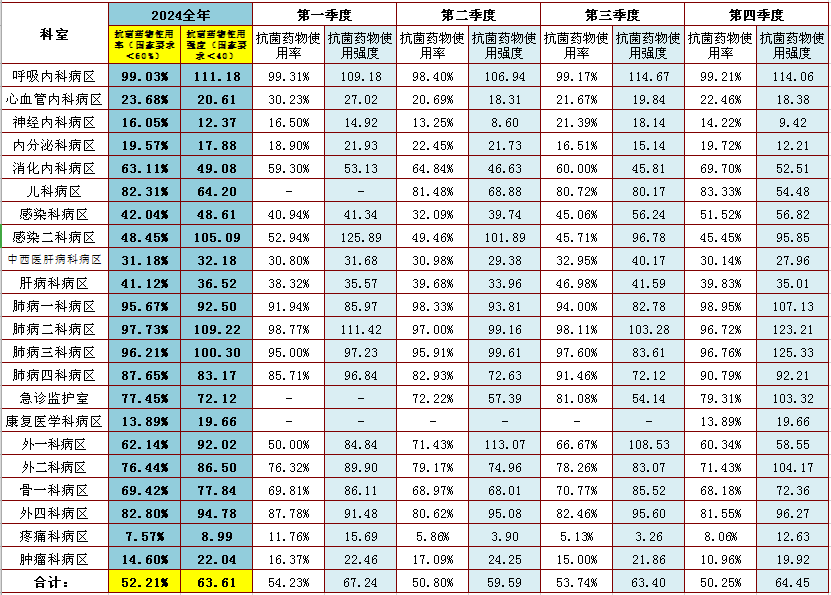 科室 2024全年 第一季度 第二季度 第三季度 第四季度
抗菌药物使用率（国家要求<60%） 抗菌药物使用强度（国家要求<40） 抗菌药物使用率 抗菌药物使用强度 抗菌药物使用率 抗菌药物使用强度 抗菌药物使用率 抗菌药物使用强度 抗菌药物使用率 抗菌药物使用强度
呼吸内科病区 99.03% 111.18 99.31% 109.18 98.40% 106.94 99.17% 114.67 99.21% 114.06
心血管内科病区 23.68% 20.61 30.23% 27.02 20.69% 18.31 21.67% 19.84 22.46% 18.38
神经内科病区 16.05% 12.37 16.50% 14.92 13.25% 8.60 21.39% 18.14 14.22% 9.42
内分泌科病区 19.57% 17.88 18.90% 21.93 22.45% 21.73 16.51% 15.14 19.72% 12.21
消化内科病区 63.11% 49.08 59.30% 53.13 64.84% 46.63 60.00% 45.81 69.70% 52.51
儿科病区 82.31% 64.20 － － 81.48% 68.88 80.72% 80.17 83.33% 54.48
感染科病区 42.04% 48.61 40.94% 41.34 32.09% 39.74 45.06% 56.24 51.52% 56.82
感染二科病区 48.45% 105.09 52.94% 125.89 49.46% 101.89 45.71% 96.78 45.45% 95.85
中西医肝病科病区 31.18% 32.18 30.80% 31.68 30.98% 29.38 32.95% 40.17 30.14% 27.96
肝病科病区 41.12% 36.52 38.32% 35.57 39.68% 33.96 46.98% 41.59 39.83% 35.01
肺病一科病区 95.67% 92.50 91.94% 85.97 98.33% 93.81 94.00% 82.78 98.95% 107.13
肺病二科病区 97.73% 109.22 98.77% 111.42 97.00% 99.16 98.11% 103.28 96.72% 123.21
肺病三科病区 96.21% 100.30 95.00% 97.23 95.91% 99.61 97.60% 83.61 96.76% 125.33
肺病四科病区 87.65% 83.17 85.71% 96.84 82.93% 72.63 91.46% 72.12 90.79% 92.21
急诊监护室 77.45% 72.12 － － 72.22% 57.39 81.08% 54.14 79.31% 103.32
康复医学科病区 13.89% 19.66 － － － － － － 13.89% 19.66
外一科病区 62.14% 92.02 50.00% 84.84 71.43% 113.07 66.67% 108.53 60.34% 58.55
外二科病区 76.44% 86.50 76.32% 89.90 79.17% 74.96 78.26% 83.07 71.43% 104.17
骨一科病区 69.42% 77.84 69.81% 86.11 68.97% 68.01 70.77% 85.52 68.18% 72.36
外四科病区 82.80% 94.78 87.78% 91.48 80.62% 95.08 82.46% 95.60 81.55% 96.27
疼痛科病区 7.57% 8.99 11.76% 15.69 5.86% 3.90 5.13% 3.26 8.06% 12.63
肿瘤科病区 14.60% 22.04 16.37% 22.46 17.09% 24.25 15.00% 21.86 10.96% 19.92
合计： 52.21% 63.61 54.23% 67.24 50.80% 59.59 53.74% 63.40 50.25% 64.45